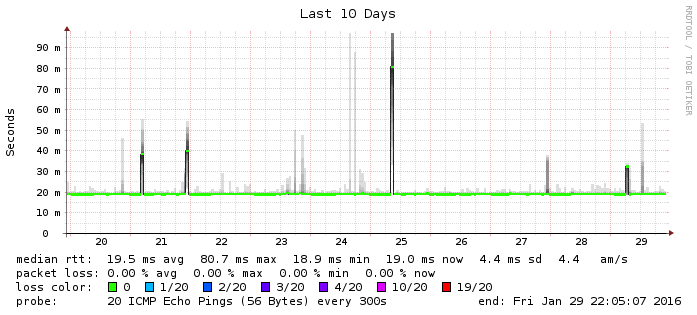 Last 10 Days
RRDTOOL / TOBI OETIKER
Seconds
90 m
80 m
70 m
60 m
50 m
40 m
30 m
20 m
10 m
0
20 21 22 23 24 25 26 27 28 29
median rtt: 19.5 ms avg 80.7 ms max 18.9 ms min 19.0 ms now 4.4 ms sd 4.4 am/s
packet loss: 0.00 % avg 0.00 % max 0.00 % min 0.00 % now
loss color: 0 1/20 2/20 3/20 4/20 10/20 19/20
probe: 20 ICMP Echo Pings (56 Bytes) every 300s end: Fri Jan 29 22:05:07 2016